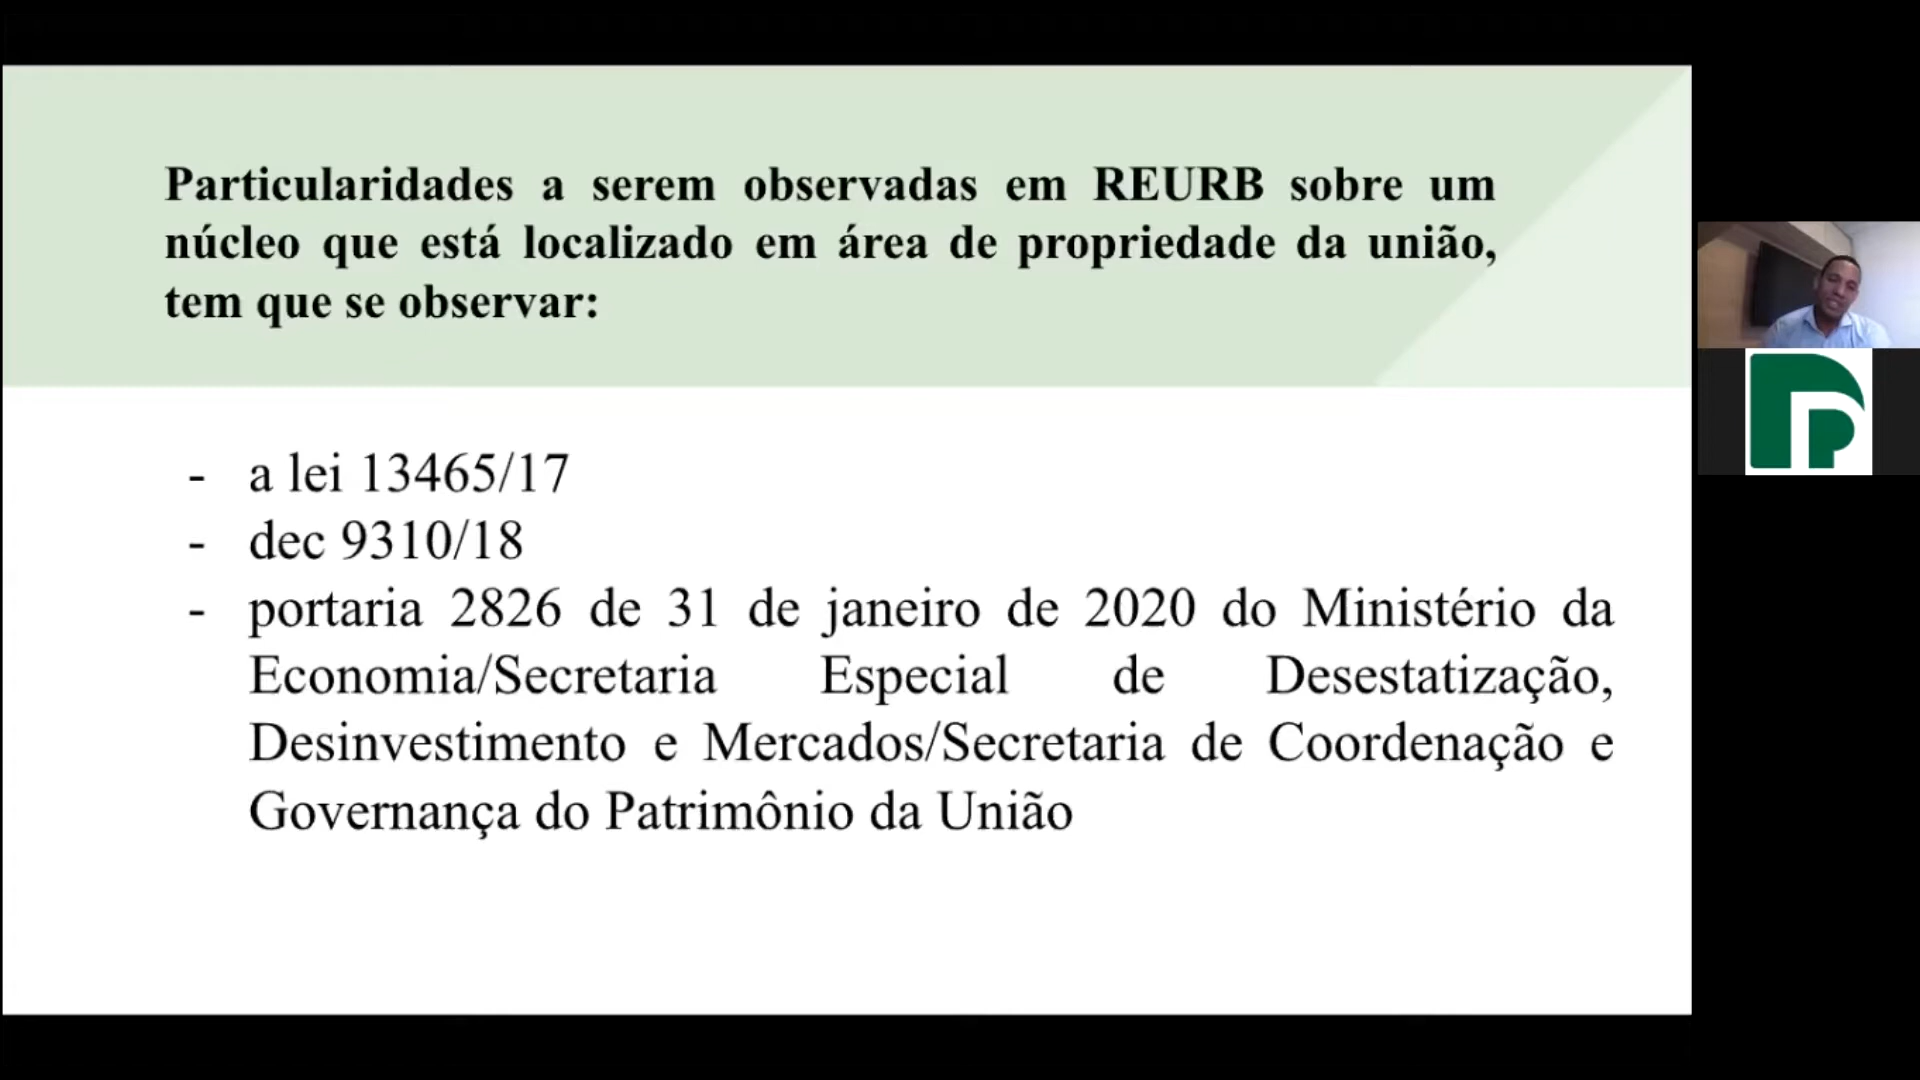 Particularidades a serem observadas em REURB sobre um
núcleo que está localizado em área de propriedade da união,
tem que se observar:
- a lei 13465/17
- dec 9310/18
- portaria 2826 de 31 de janeiro de 2020 do Ministério da
Economia/Secretaria Especial de Desestatização,
Desinvestimento e Mercados/Secretaria de Coordenação e
Governança do Patrimônio da União